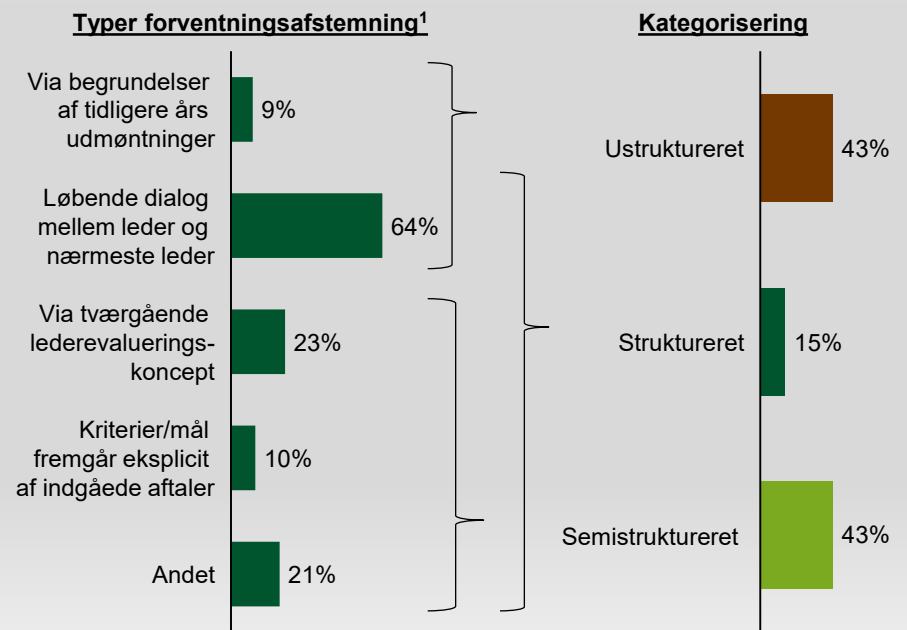 Typer forventningsafstemning¹
Via begrundelser
af tidligere års
udmøntninger
9%
Løbende dialog
mellem leder og
nærmeste leder
64%
Via tværgående
lederevaluerings-
koncept
23%
Kriterier/mål
fremgår eksplicit
af indgåede aftaler
10%
Andet
21%
Kategorisering
Ustruktureret
43%
Struktureret
15%
Semistruktureret
43%